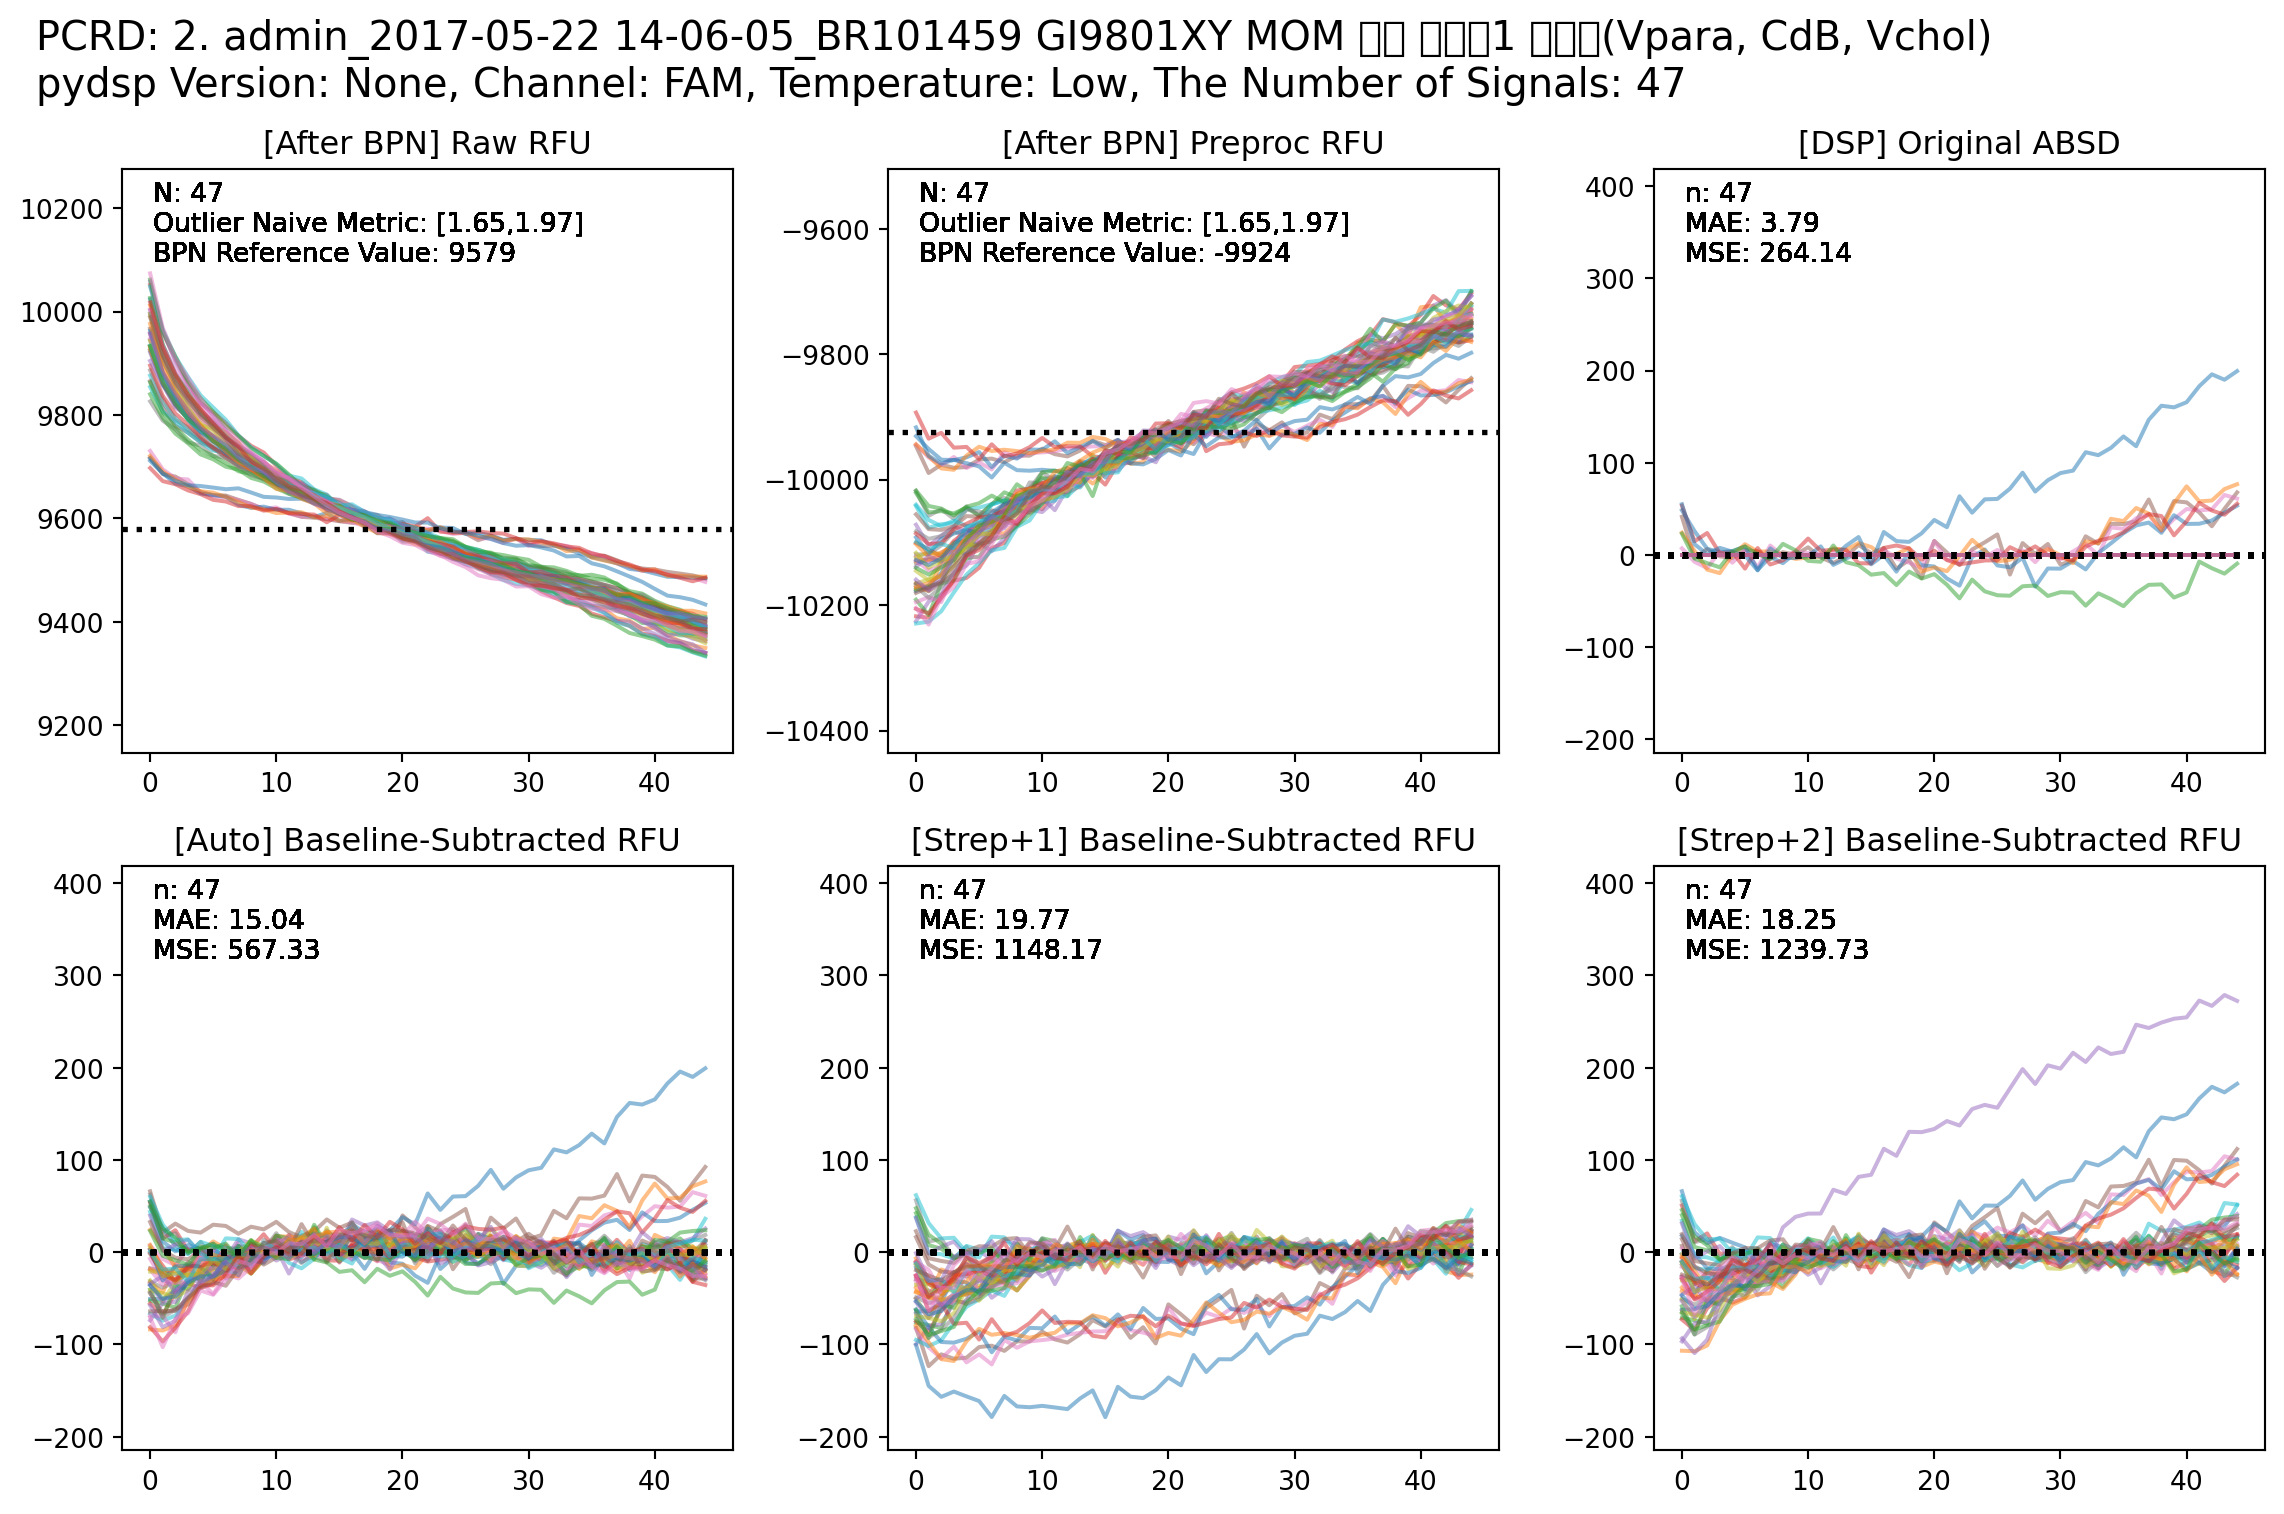 PCRD: 2. admin_2017-05-22 14-06-05_BR101459 GI9801XY MOM 1 (Vpara, CdB, Vchol)
pydsp Version: None, Channel: FAM, Temperature: Low, The Number of Signals: 47
[After BPN] Raw RFU
N: 47
Outlier Naive Metric: [1.65,1.97]
BPN Reference Value: 9579
10200
10000
9800
9600
9400
9200
0 10 20 30 40
[After BPN] Preproc RFU
N: 47
Outlier Naive Metric: [1.65,1.97]
BPN Reference Value: -9924
−9600
−9800
−10000
−10200
−10400
0 10 20 30 40
[DSP] Original ABSD
n: 47
MAE: 3.79
MSE: 264.14
400
300
200
100
0
−100
−200
0 10 20 30 40
[Auto] Baseline-Subtracted RFU
n: 47
MAE: 15.04
MSE: 567.33
400
300
200
100
0
−100
−200
0 10 20 30 40
[Strep+1] Baseline-Subtracted RFU
n: 47
MAE: 19.77
MSE: 1148.17
400
300
200
100
0
−100
−200
0 10 20 30 40
[Strep+2] Baseline-Subtracted RFU
n: 47
MAE: 18.25
MSE: 1239.73
400
300
200
100
0
−100
−200
0 10 20 30 40